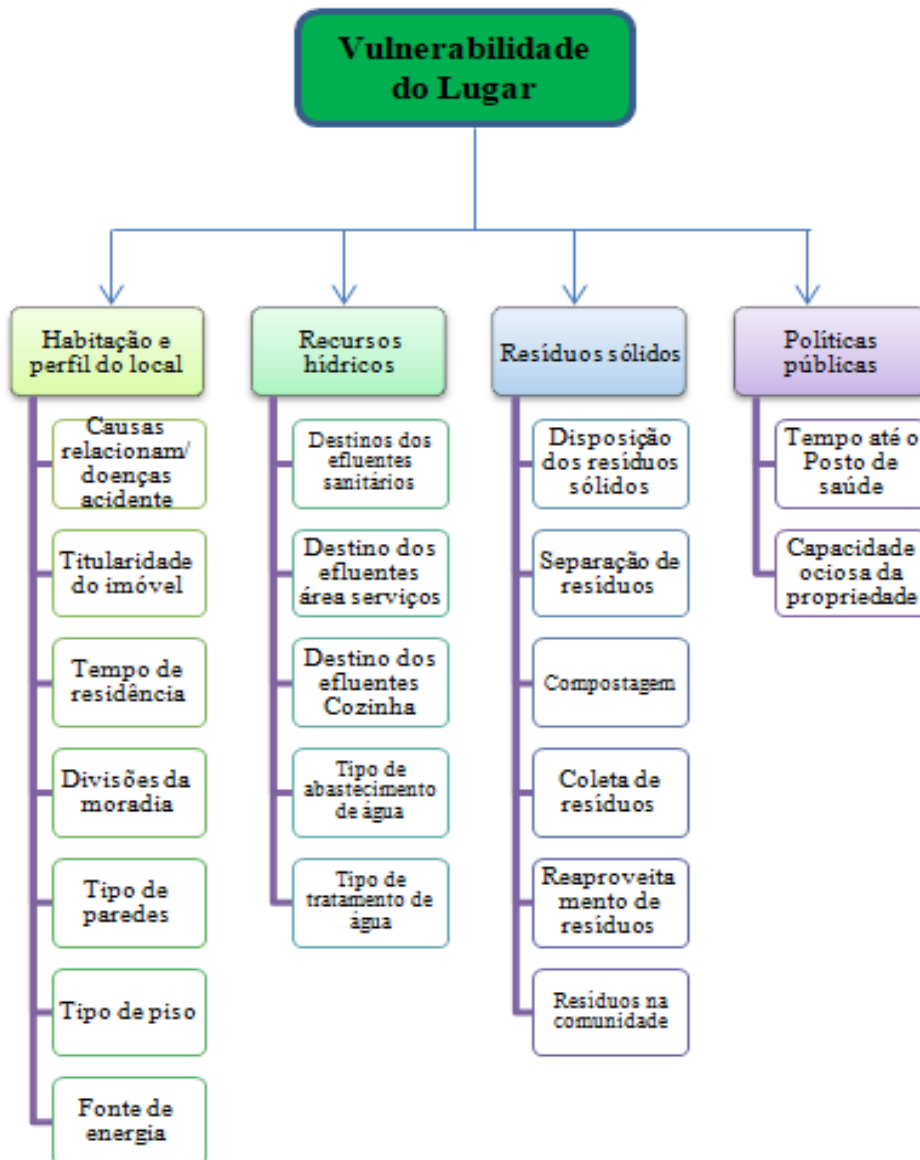 Vulnerabilidade
do Lugar
Habitação e
perfil do local
Causas
relacionam/
doenças
acidente
Titularidade
do imóvel
Tempo de
residência
Divisões da
moradia
Tipo de
paredes
Tipo de piso
Fonte de
energia
Recursos
hídricos
Destinos dos
efluentes
sanitários
Destino dos
efluentes
área serviços
Destino dos
efluentes
Cozinha
Tipo de
abastecimento
de água
Tipo de
tratamento de
água
Resíduos sólidos
Disposição
dos resíduos
sólidos
Separação de
resíduos
Compostagem
Coleta de
resíduos
Reaproveita
mento de
resíduos
Resíduos na
comunidade
Políticas
públicas
Tempo até o
Posto de
saúde
Capacidade
ociosa da
propriedade